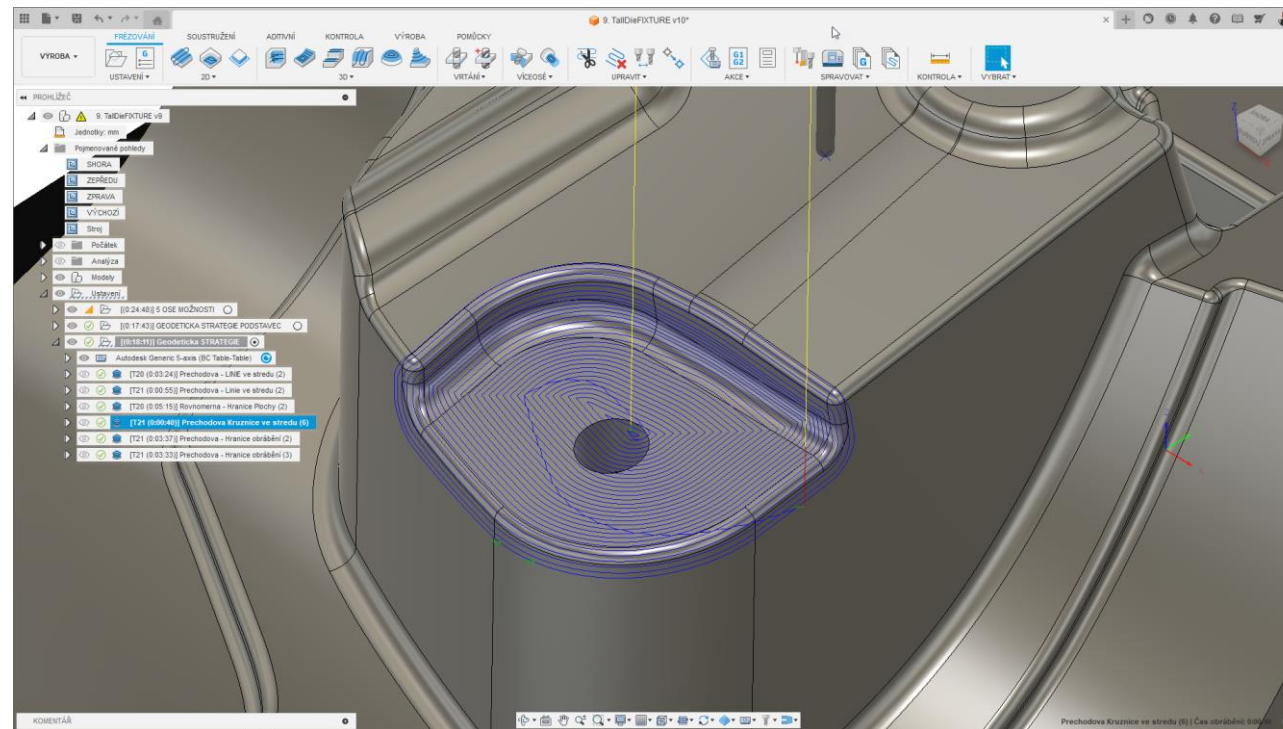 9. TallDieFIXTURE v10*
FRÉZOVÁNÍ SOUSTRUŽENÍ ADITIVNÍ KONTROLA VÝROBA POMŮCKY
VÝROBA
G1
G2
USTAVENÍ 2D 3D VRTÁNÍ VÍCEOSÉ UPRAVIT AKCE SPRAVOVAT KONTROLA VYBRAT
PROHLÍŽEČ
9. TallDieFIXTURE v9
Jednotky: mm
Pojmenované pohledy
SHORA
ZEPŘEDU
ZPRAVA
VÝCHOZÍ
Stroj
Počátek
Analýza
Modely
Ustavení
[(0:24:48)] 5 OSE MOŽNOSTI
[(0:17:43)] GEODETICKA STRATEGIE PODSTAVEC
[(0:18:11)] Geodeticka STRATEGIE
Autodesk Generic 5-axis (BC Table-Table)
[T20 (0:03:24)] Prechodova - LINIE ve stredu (2)
[T21 (0:00:55)] Prechodova - Linie ve stredu (2)
[T20 (0:05:15)] Rovnomerna - Hranice Plochy (2)
[T21 (0:00:40)] Prechodova Kruznice ve stredu (6)
[T21 (0:03:37)] Prechodova - Hranice obrábění (2)
[T21 (0:03:33)] Prechodova - Hranice obrábění (3)
KOMENTÁŘ
Prechodova Kruznice ve stredu (6) | Čas obrábění: